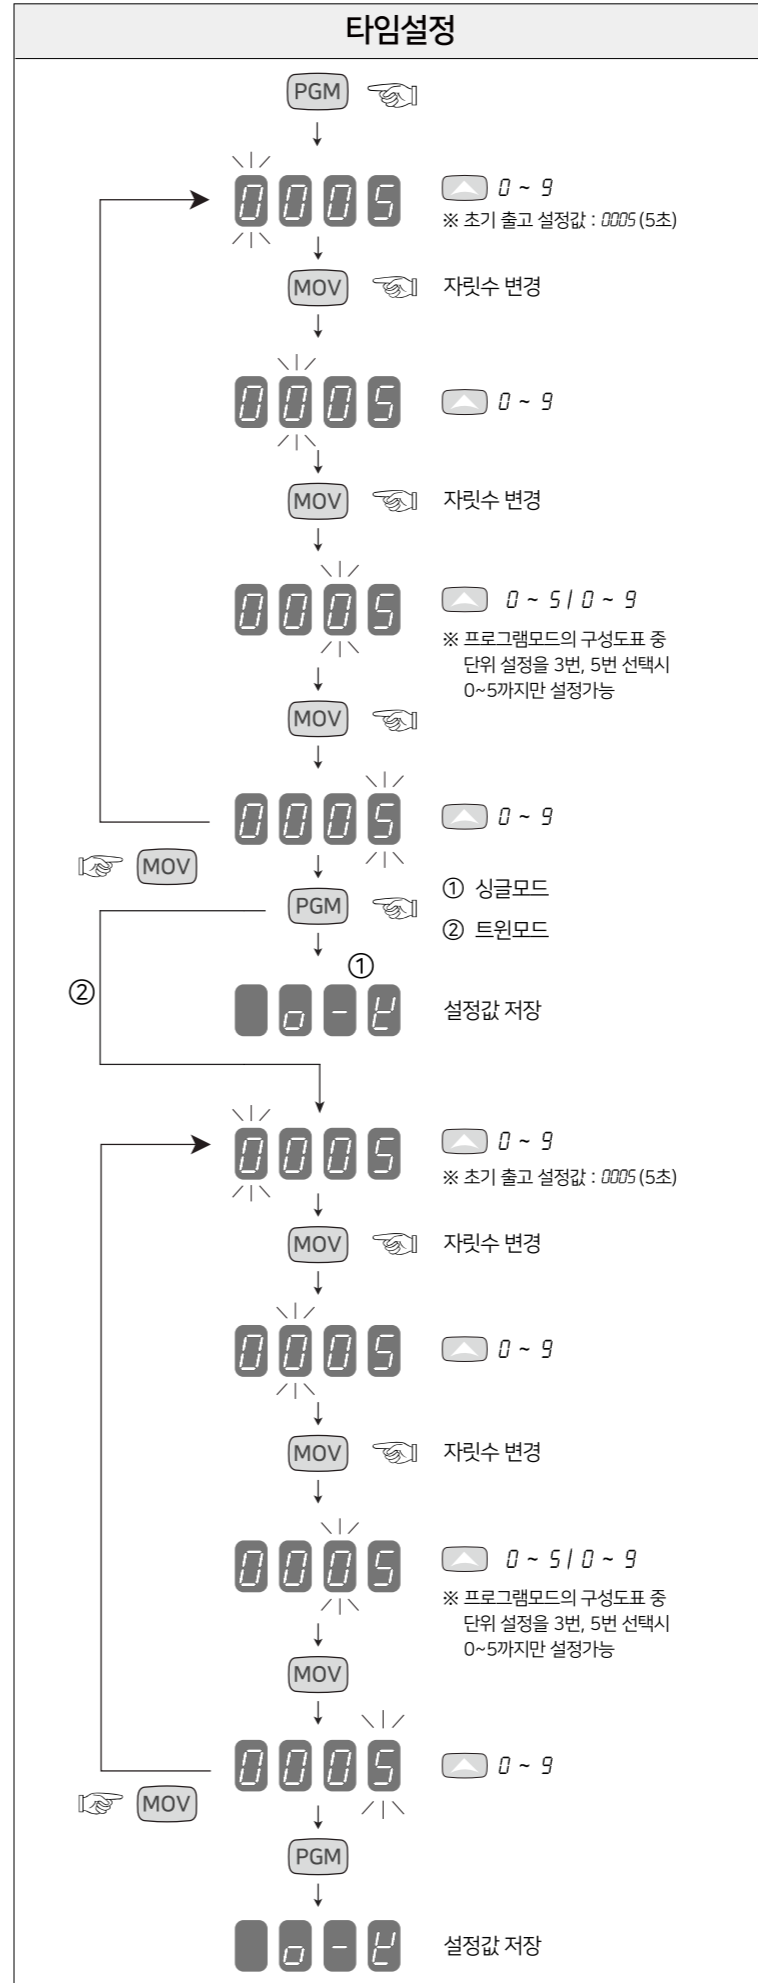 타임설정
PGM
0005
0 ~ 9
※ 초기 출고 설정값 : 0005 (5초)
MOV
자릿수 변경
0005
0 ~ 9
MOV
자릿수 변경
0005
0 ~ 5 / 0 ~ 9
※ 프로그램모드의 구성도표 중
단위 설정을 3번, 5번 선택시
0~5까지만 설정가능
MOV
0005
0 ~ 9
MOV
PGM
① 싱글모드
② 트윈모드
①
②
o-
설정값 저장
0005
0 ~ 9
※ 초기 출고 설정값 : 0005 (5초)
MOV
자릿수 변경
0005
0 ~ 9
MOV
자릿수 변경
0005
0 ~ 5 / 0 ~ 9
※ 프로그램모드의 구성도표 중
단위 설정을 3번, 5번 선택시
0~5까지만 설정가능
MOV
0005
0 ~ 9
MOV
PGM
o-
설정값 저장